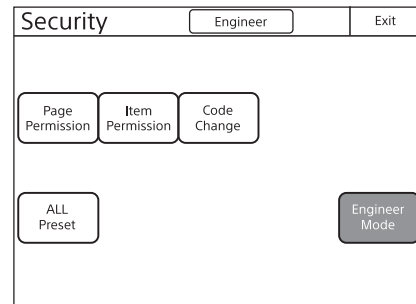 Security
Engineer
Exit
Page
Permission
Item
Permission
Code
Change
ALL
Preset
Engineer
Mode